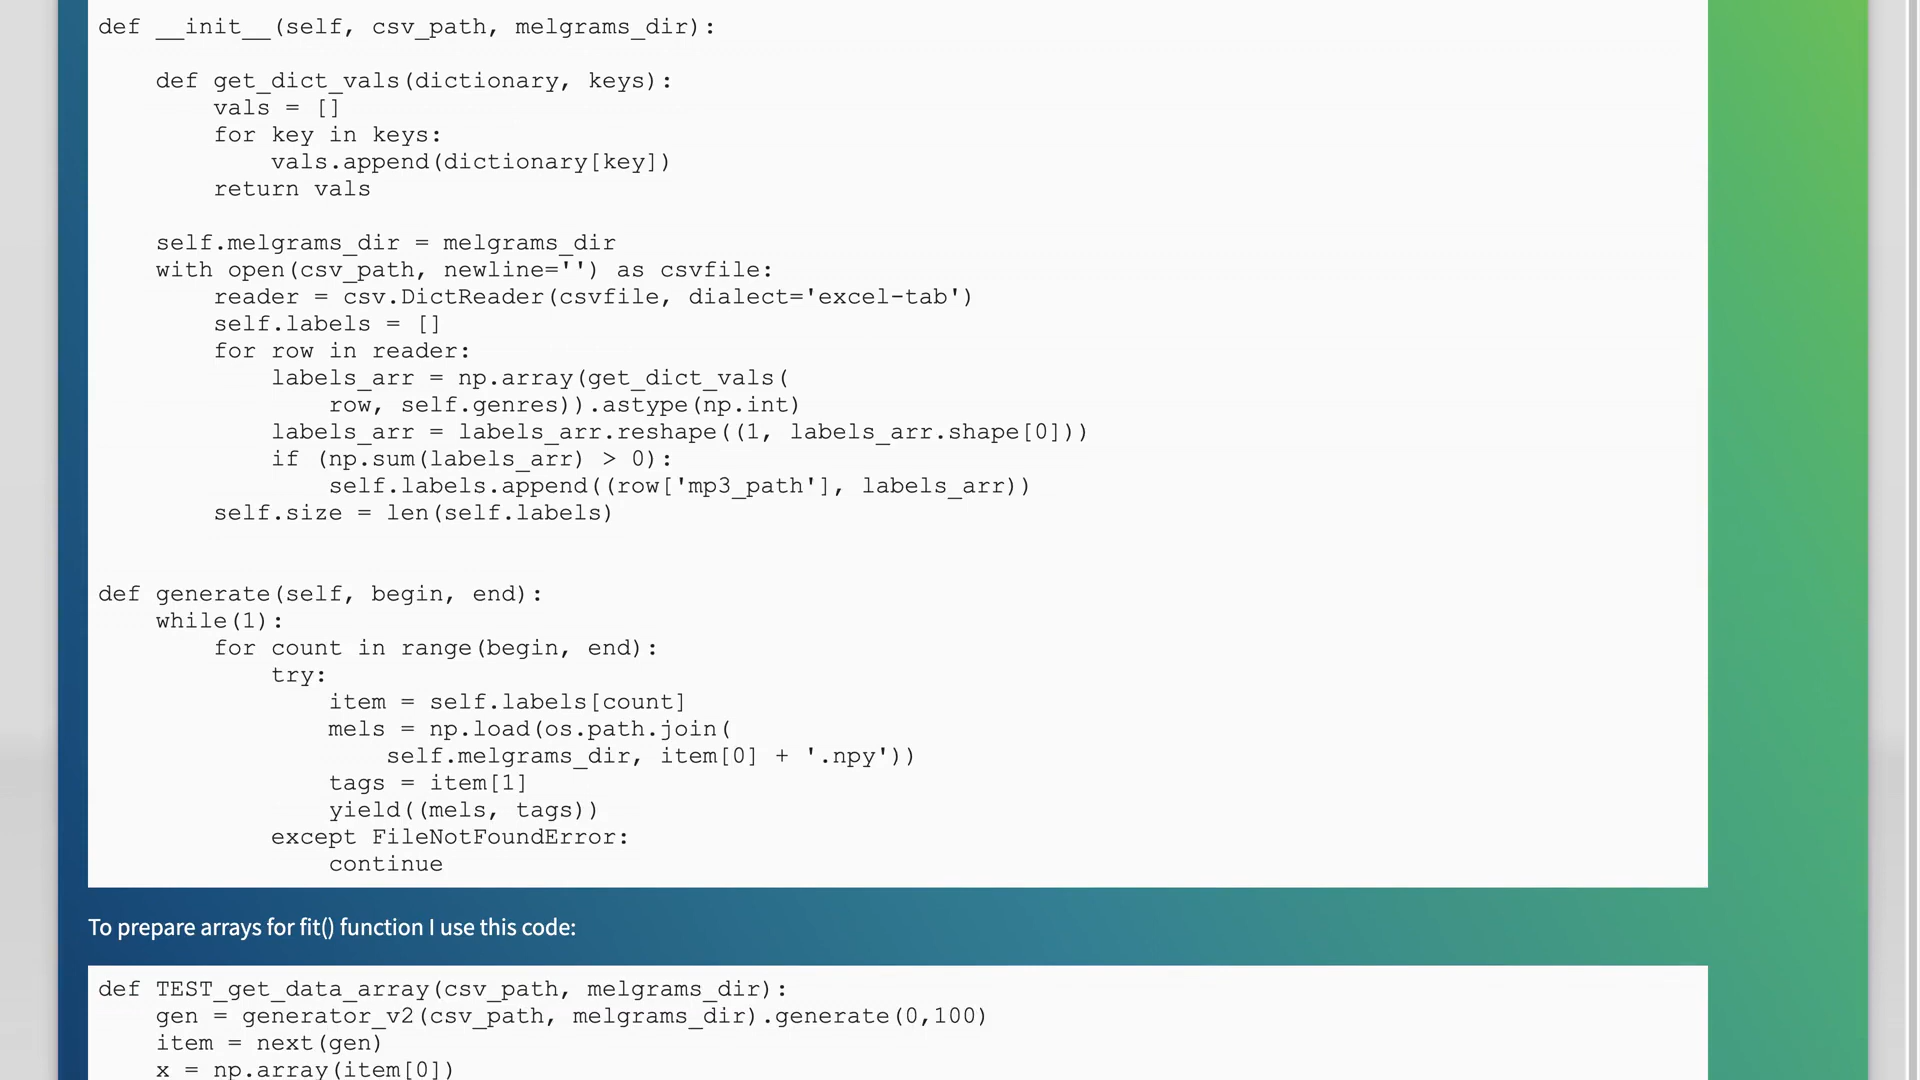 def __init__(self, csv_path, melgrams_dir):
def get_dict_vals(dictionary, keys):
vals = []
for key in keys:
vals.append(dictionary[key])
return vals
self.melgrams_dir = melgrams_dir
with open(csv_path, newline='') as csvfile:
reader = csv.DictReader(csvfile, dialect='excel-tab')
self.labels = []
for row in reader:
labels_arr = np.array(get_dict_vals(
row, self.genres)).astype(np.int)
labels_arr = labels_arr.reshape((1, labels_arr.shape[0]))
if (np.sum(labels_arr) > 0):
self.labels.append((row['mp3_path'], labels_arr))
self.size = len(self.labels)
def generate(self, begin, end):
while(1):
for count in range(begin, end):
try:
item = self.labels[count]
mels = np.load(os.path.join(
self.melgrams_dir, item[0] + '.npy'))
tags = item[1]
yield((mels, tags))
except FileNotFoundError:
continue
To prepare arrays for fit() function I use this code:
def TEST_get_data_array(csv_path, melgrams_dir):
gen = generator_v2(csv_path, melgrams_dir).generate(0,100)
item = next(gen)
x = np.array(item[0])